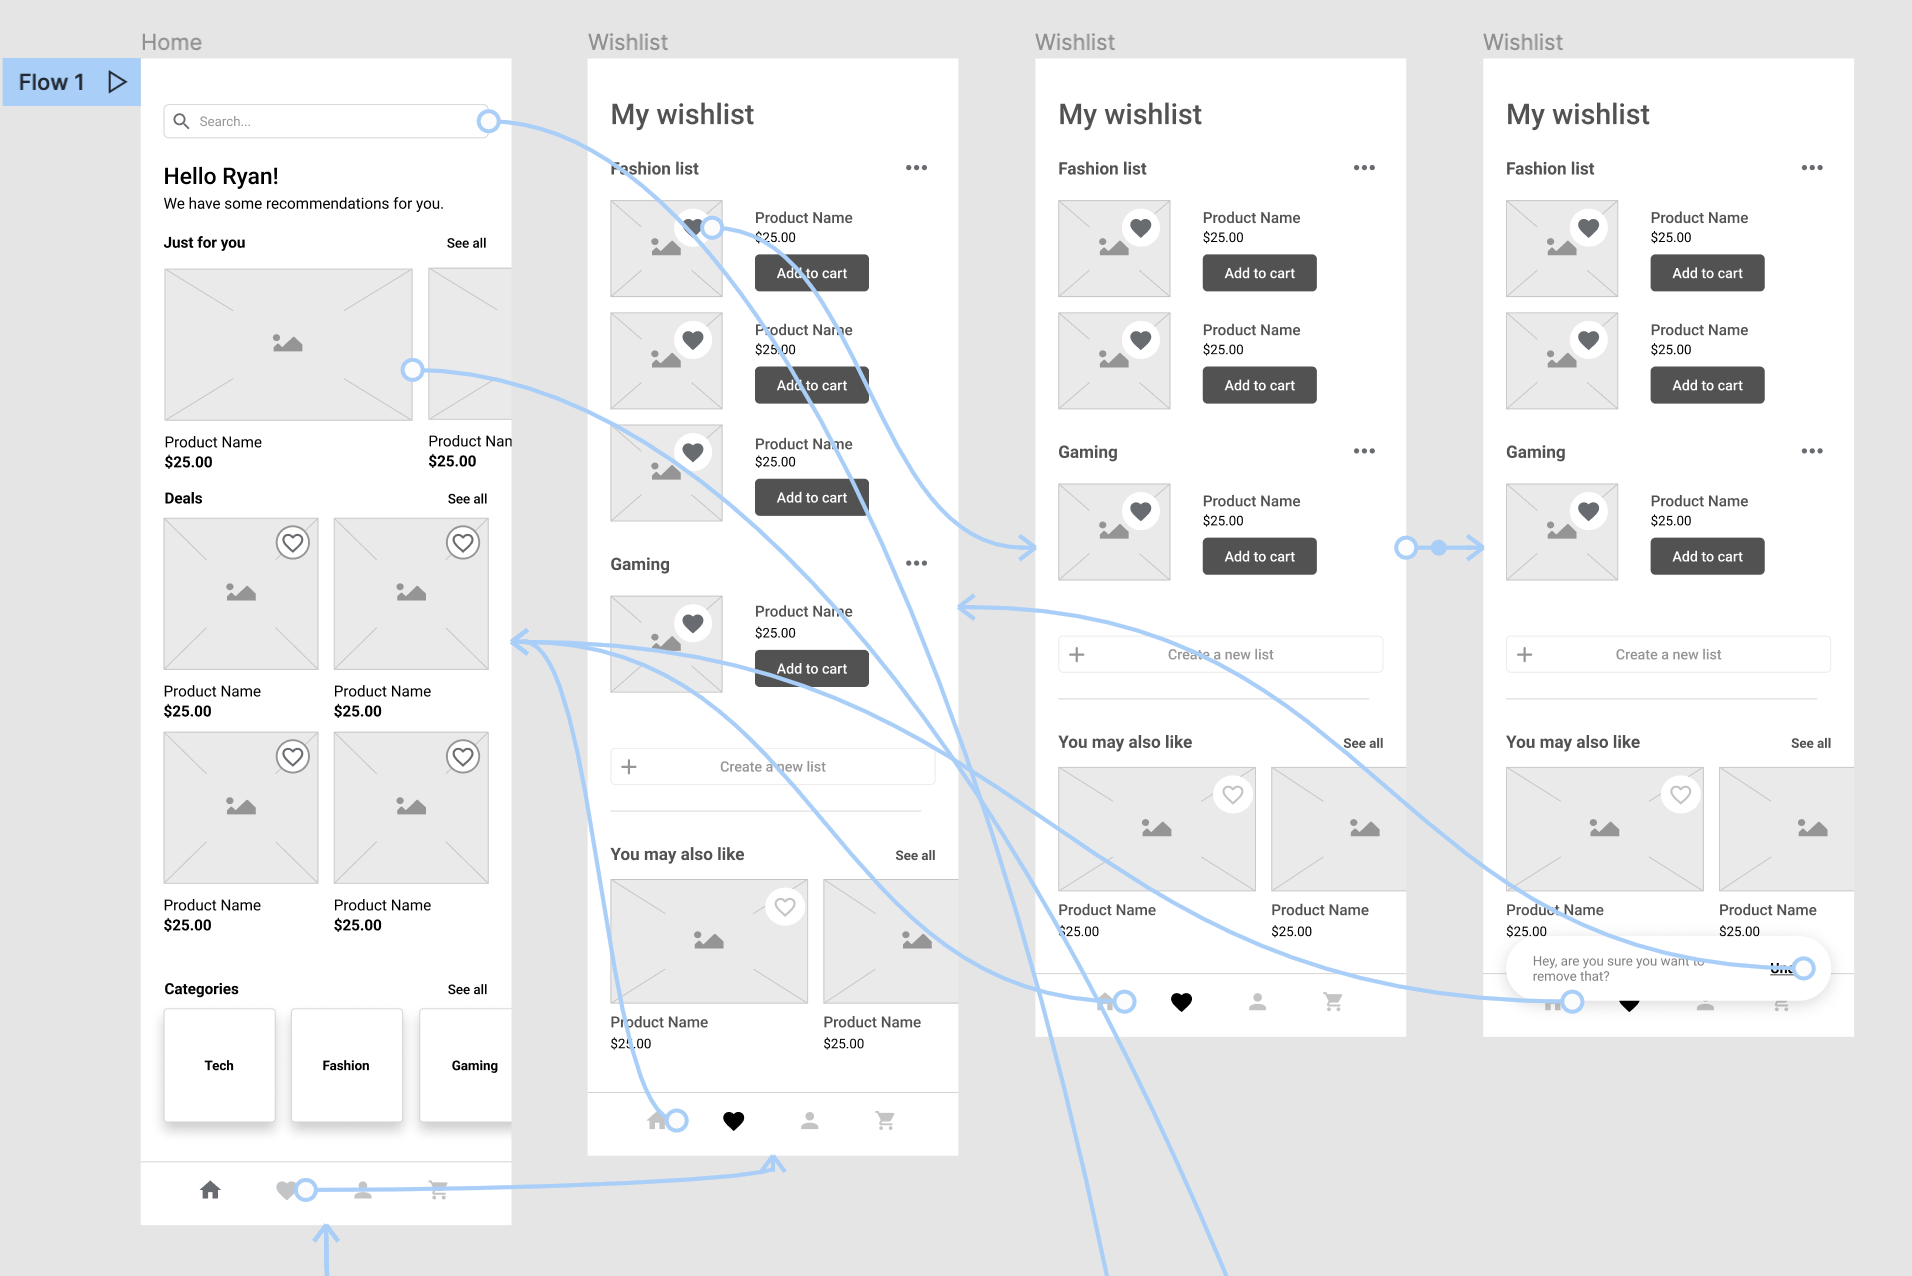 Home
Flow 1
Search...
Hello Ryan!
We have some recommendations for you.
Just for you
See all
Product Name
$25.00
Product Nam
$25.00
Deals
See all
Product Name
$25.00
Product Name
$25.00
Product Name
$25.00
Product Name
$25.00
Categories
See all
Tech
Fashion
Gaming
Wishlist
My wishlist
Fashion list
Product Name
$25.00
Add to cart
Product Name
$25.00
Add to cart
Product Name
$25.00
Add to cart
Gaming
Product Name
$25.00
Add to cart
Create a new list
You may also like
See all
Product Name
$25.00
Product Name
$25.00
Wishlist
My wishlist
Fashion list
Product Name
$25.00
Add to cart
Product Name
$25.00
Add to cart
Gaming
Product Name
$25.00
Add to cart
Create a new list
You may also like
See all
Product Name
$25.00
Product Name
$25.00
Wishlist
My wishlist
Fashion list
Product Name
$25.00
Add to cart
Product Name
$25.00
Add to cart
Gaming
Product Name
$25.00
Add to cart
Create a new list
You may also like
See all
Product Name
$25.00
Product Name
$25.00
Hey, are you sure you want to
remove that?